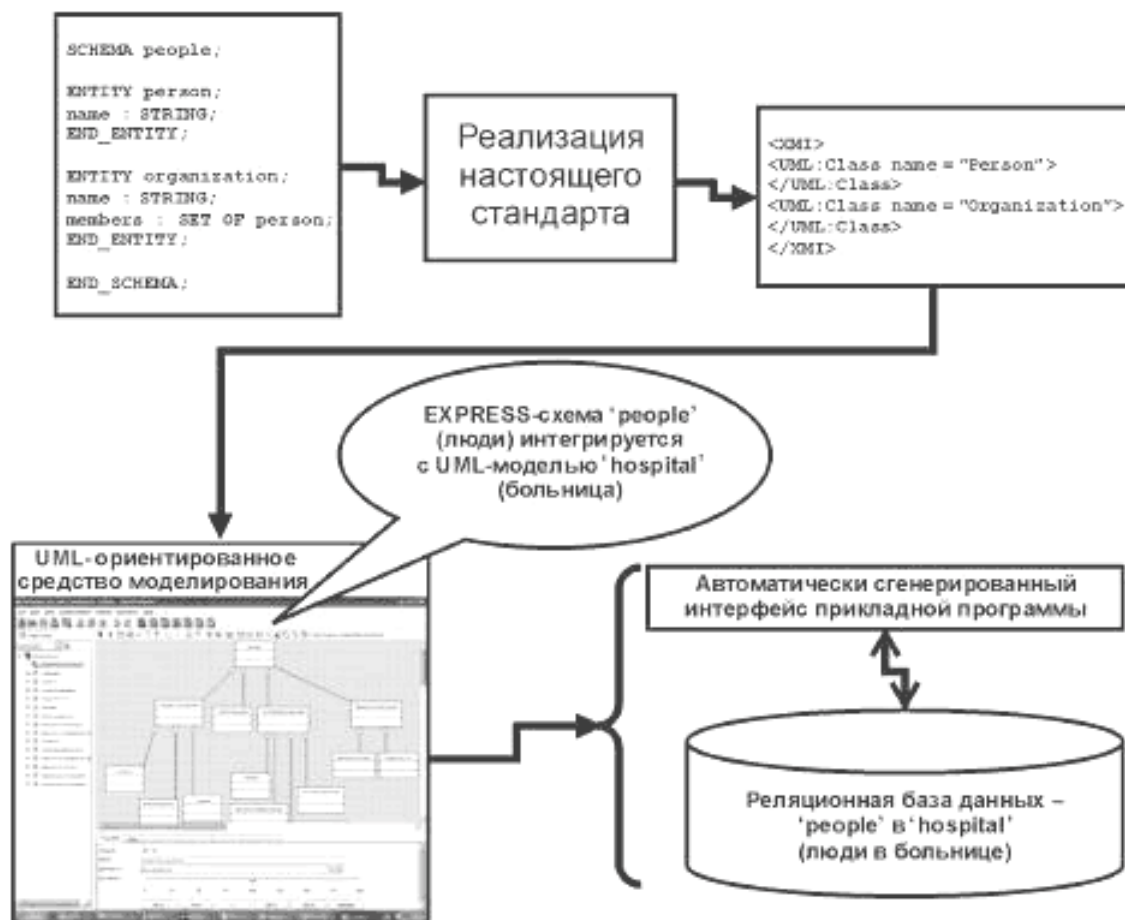 SCHEMA people;
ENTITY person;
name : STRING;
END_ENTITY;
ENTITY organization;
name : STRING;
members : SET OF person;
END_ENTITY;
END_SCHEMA;
Реализация
настоящего
стандарта
<XMI>
<UML:Class name = "Person">
</UML:Class>
<UML:Class name = "Organization">
</UML:Class>
</XMI>
EXPRESS-схема ‘people’
(люди) интегрируется
с UML-моделью ‘hospital’
(больница)
UML-ориентированное
средство моделирования
Автоматически сгенерированный
интерфейс прикладной программы
Реляционная база данных –
‘people’ в ‘hospital’
(люди в больнице)